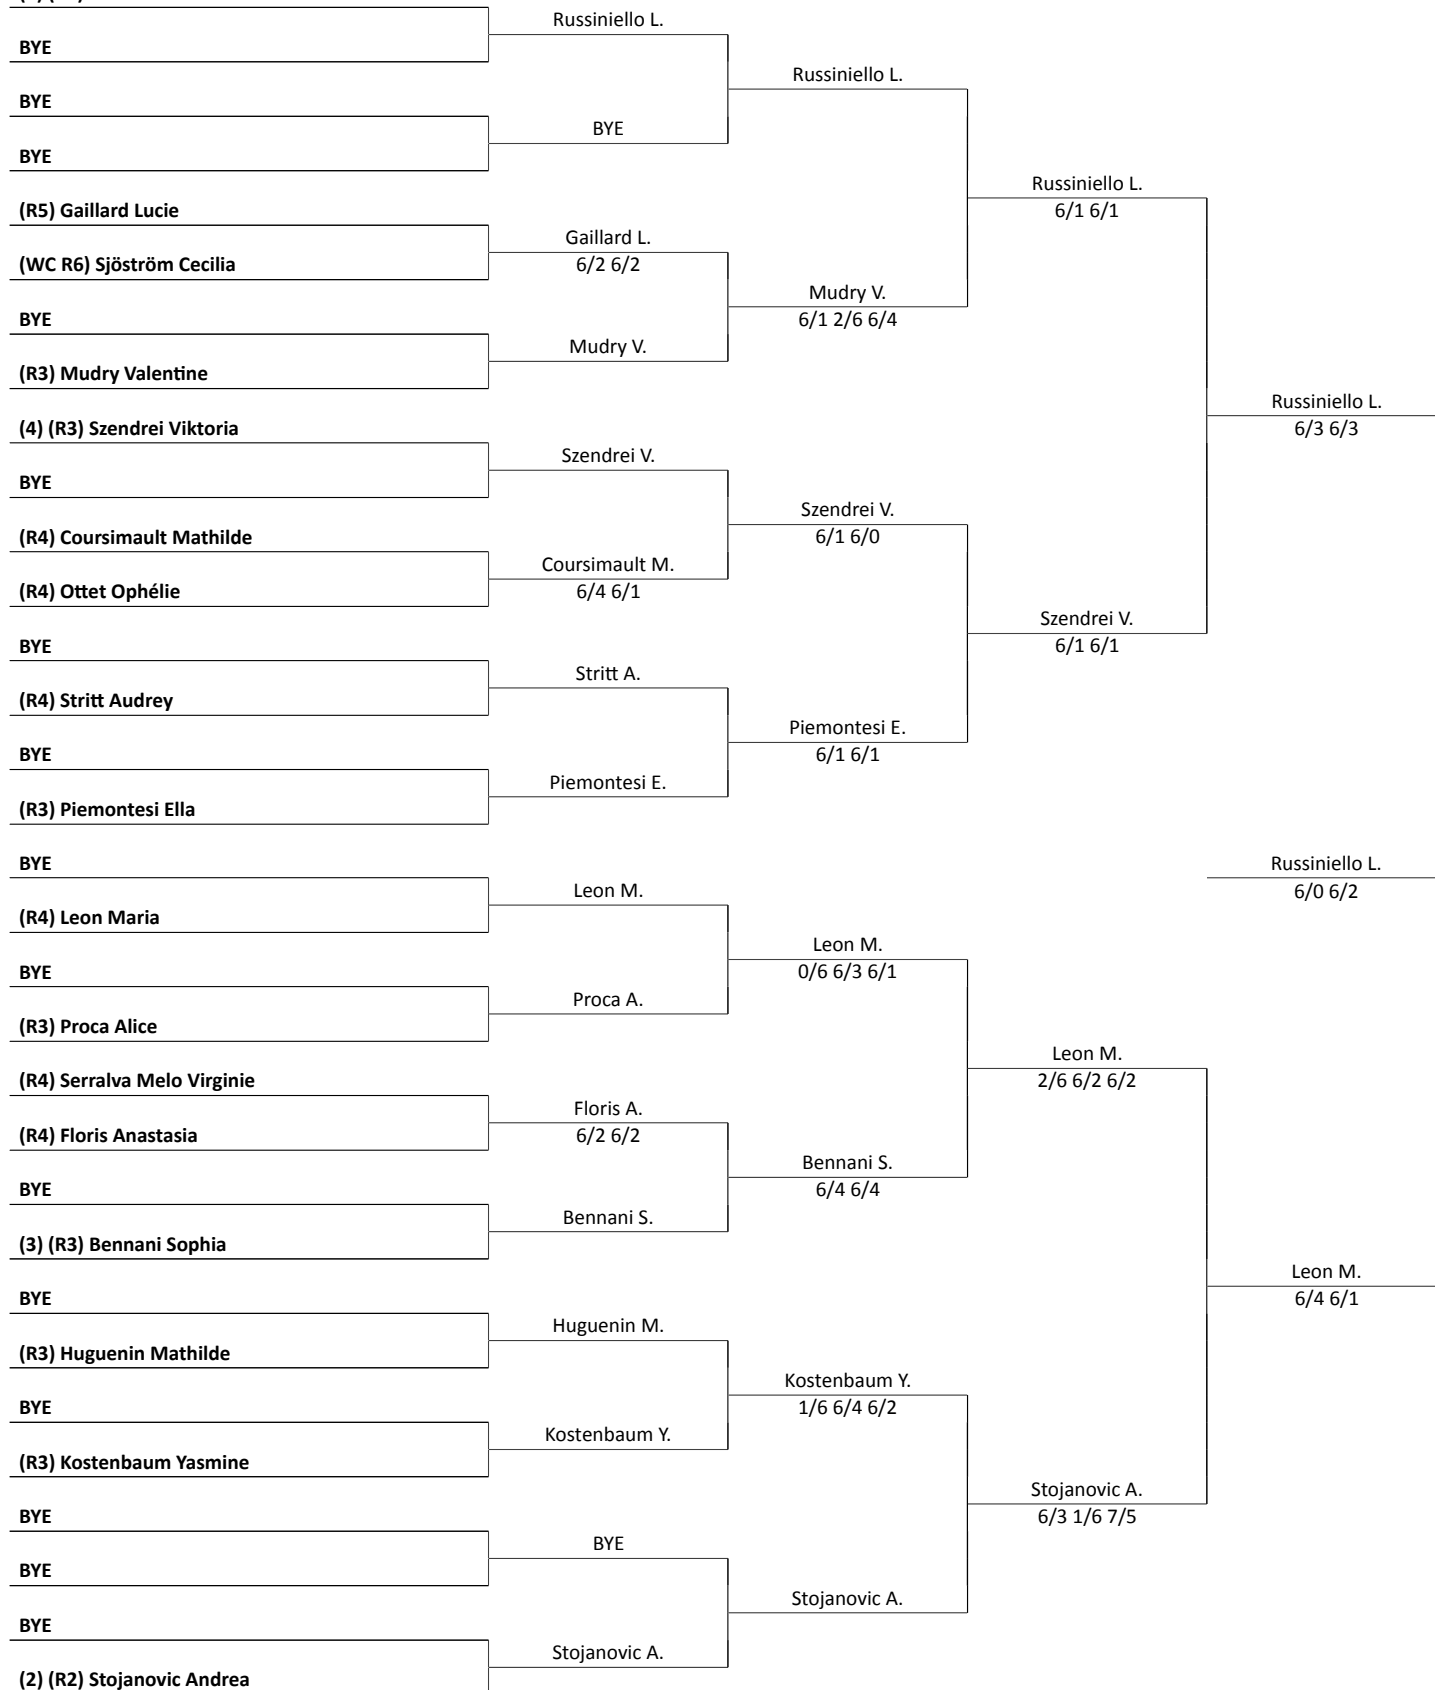 Russiniello L.
BYE
Russiniello L.
BYE
BYE
BYE
Russiniello L.
6/1 6/1
(R5) Gaillard Lucie
Gaillard L.
6/2 6/2
(WC R6) Sjöström Cecilia
Mudry V.
6/1 2/6 6/4
BYE
Mudry V.
(R3) Mudry Valentine
Russiniello L.
6/3 6/3
(4) (R3) Szendrei Viktoria
Szendrei V.
BYE
Szendrei V.
6/1 6/0
(R4) Coursimault Mathilde
Coursimault M.
6/4 6/1
(R4) Ottet Ophélie
Szendrei V.
6/1 6/1
BYE
Stritt A.
(R4) Stritt Audrey
Piemontesi E.
6/1 6/1
BYE
Piemontesi E.
(R3) Piemontesi Ella
BYE
Russiniello L.
6/0 6/2
Leon M.
(R4) Leon Maria
Leon M.
0/6 6/3 6/1
BYE
Proca A.
(R3) Proca Alice
Leon M.
2/6 6/2 6/2
(R4) Serralva Melo Virginie
Floris A.
6/2 6/2
(R4) Floris Anastasia
Bennani S.
6/4 6/4
BYE
Bennani S.
(3) (R3) Bennani Sophia
Leon M.
6/4 6/1
BYE
Huguenin M.
(R3) Huguenin Mathilde
Kostenbaum Y.
1/6 6/4 6/2
BYE
Kostenbaum Y.
(R3) Kostenbaum Yasmine
Stojanovic A.
6/3 1/6 7/5
BYE
BYE
BYE
Stojanovic A.
BYE
Stojanovic A.
(2) (R2) Stojanovic Andrea